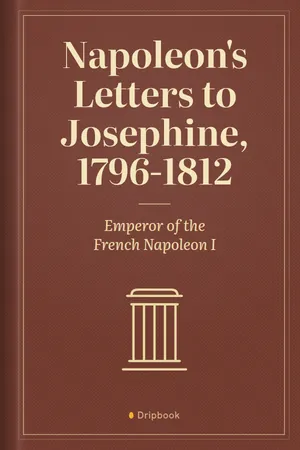 Napoleon's
Letters to
Josephine,
1796-1812
Emperor of the
French Napoleon I
Dripbook